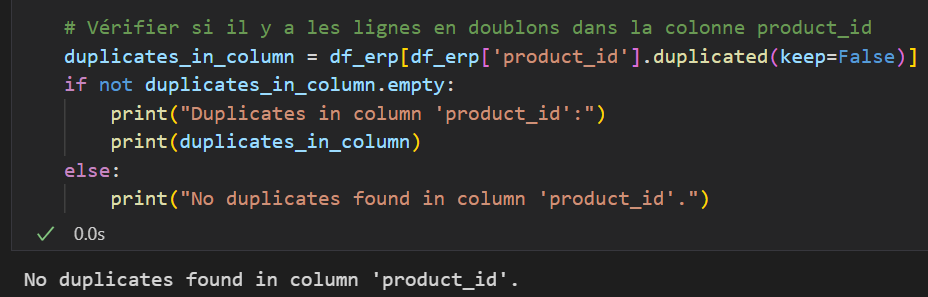 # Vérifier si il y a les lignes en doublons dans la colonne product_id
duplicates_in_column = df_erp[df_erp['product_id'].duplicated(keep=False)]
if not duplicates_in_column.empty:
    print("Duplicates in column 'product_id':")
    print(duplicates_in_column)
else:
    print("No duplicates found in column 'product_id'.")
0.0s
No duplicates found in column 'product_id'.